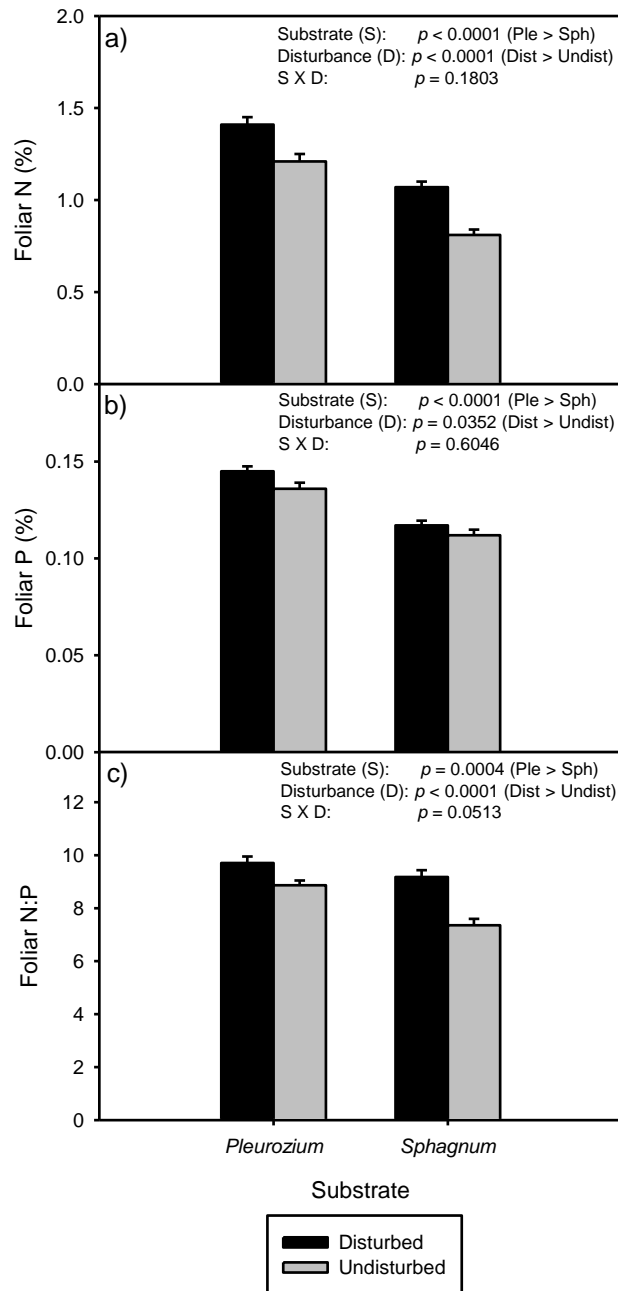 a)
Substrate (S): p < 0.0001 (Ple > Sph)
Disturbance (D): p < 0.0001 (Dist > Undist)
S X D: p = 0.1803
Foliar N (%)
2.0
1.5
1.0
0.5
0.0
b)
Substrate (S): p < 0.0001 (Ple > Sph)
Disturbance (D): p = 0.0352 (Dist > Undist)
S X D: p = 0.6046
Foliar P (%)
0.15
0.10
0.05
0.00
c)
Substrate (S): p = 0.0004 (Ple > Sph)
Disturbance (D): p < 0.0001 (Dist > Undist)
S X D: p = 0.0513
Foliar N:P
12
10
8
6
4
2
0
Pleurozium Sphagnum
Substrate
Disturbed
Undisturbed